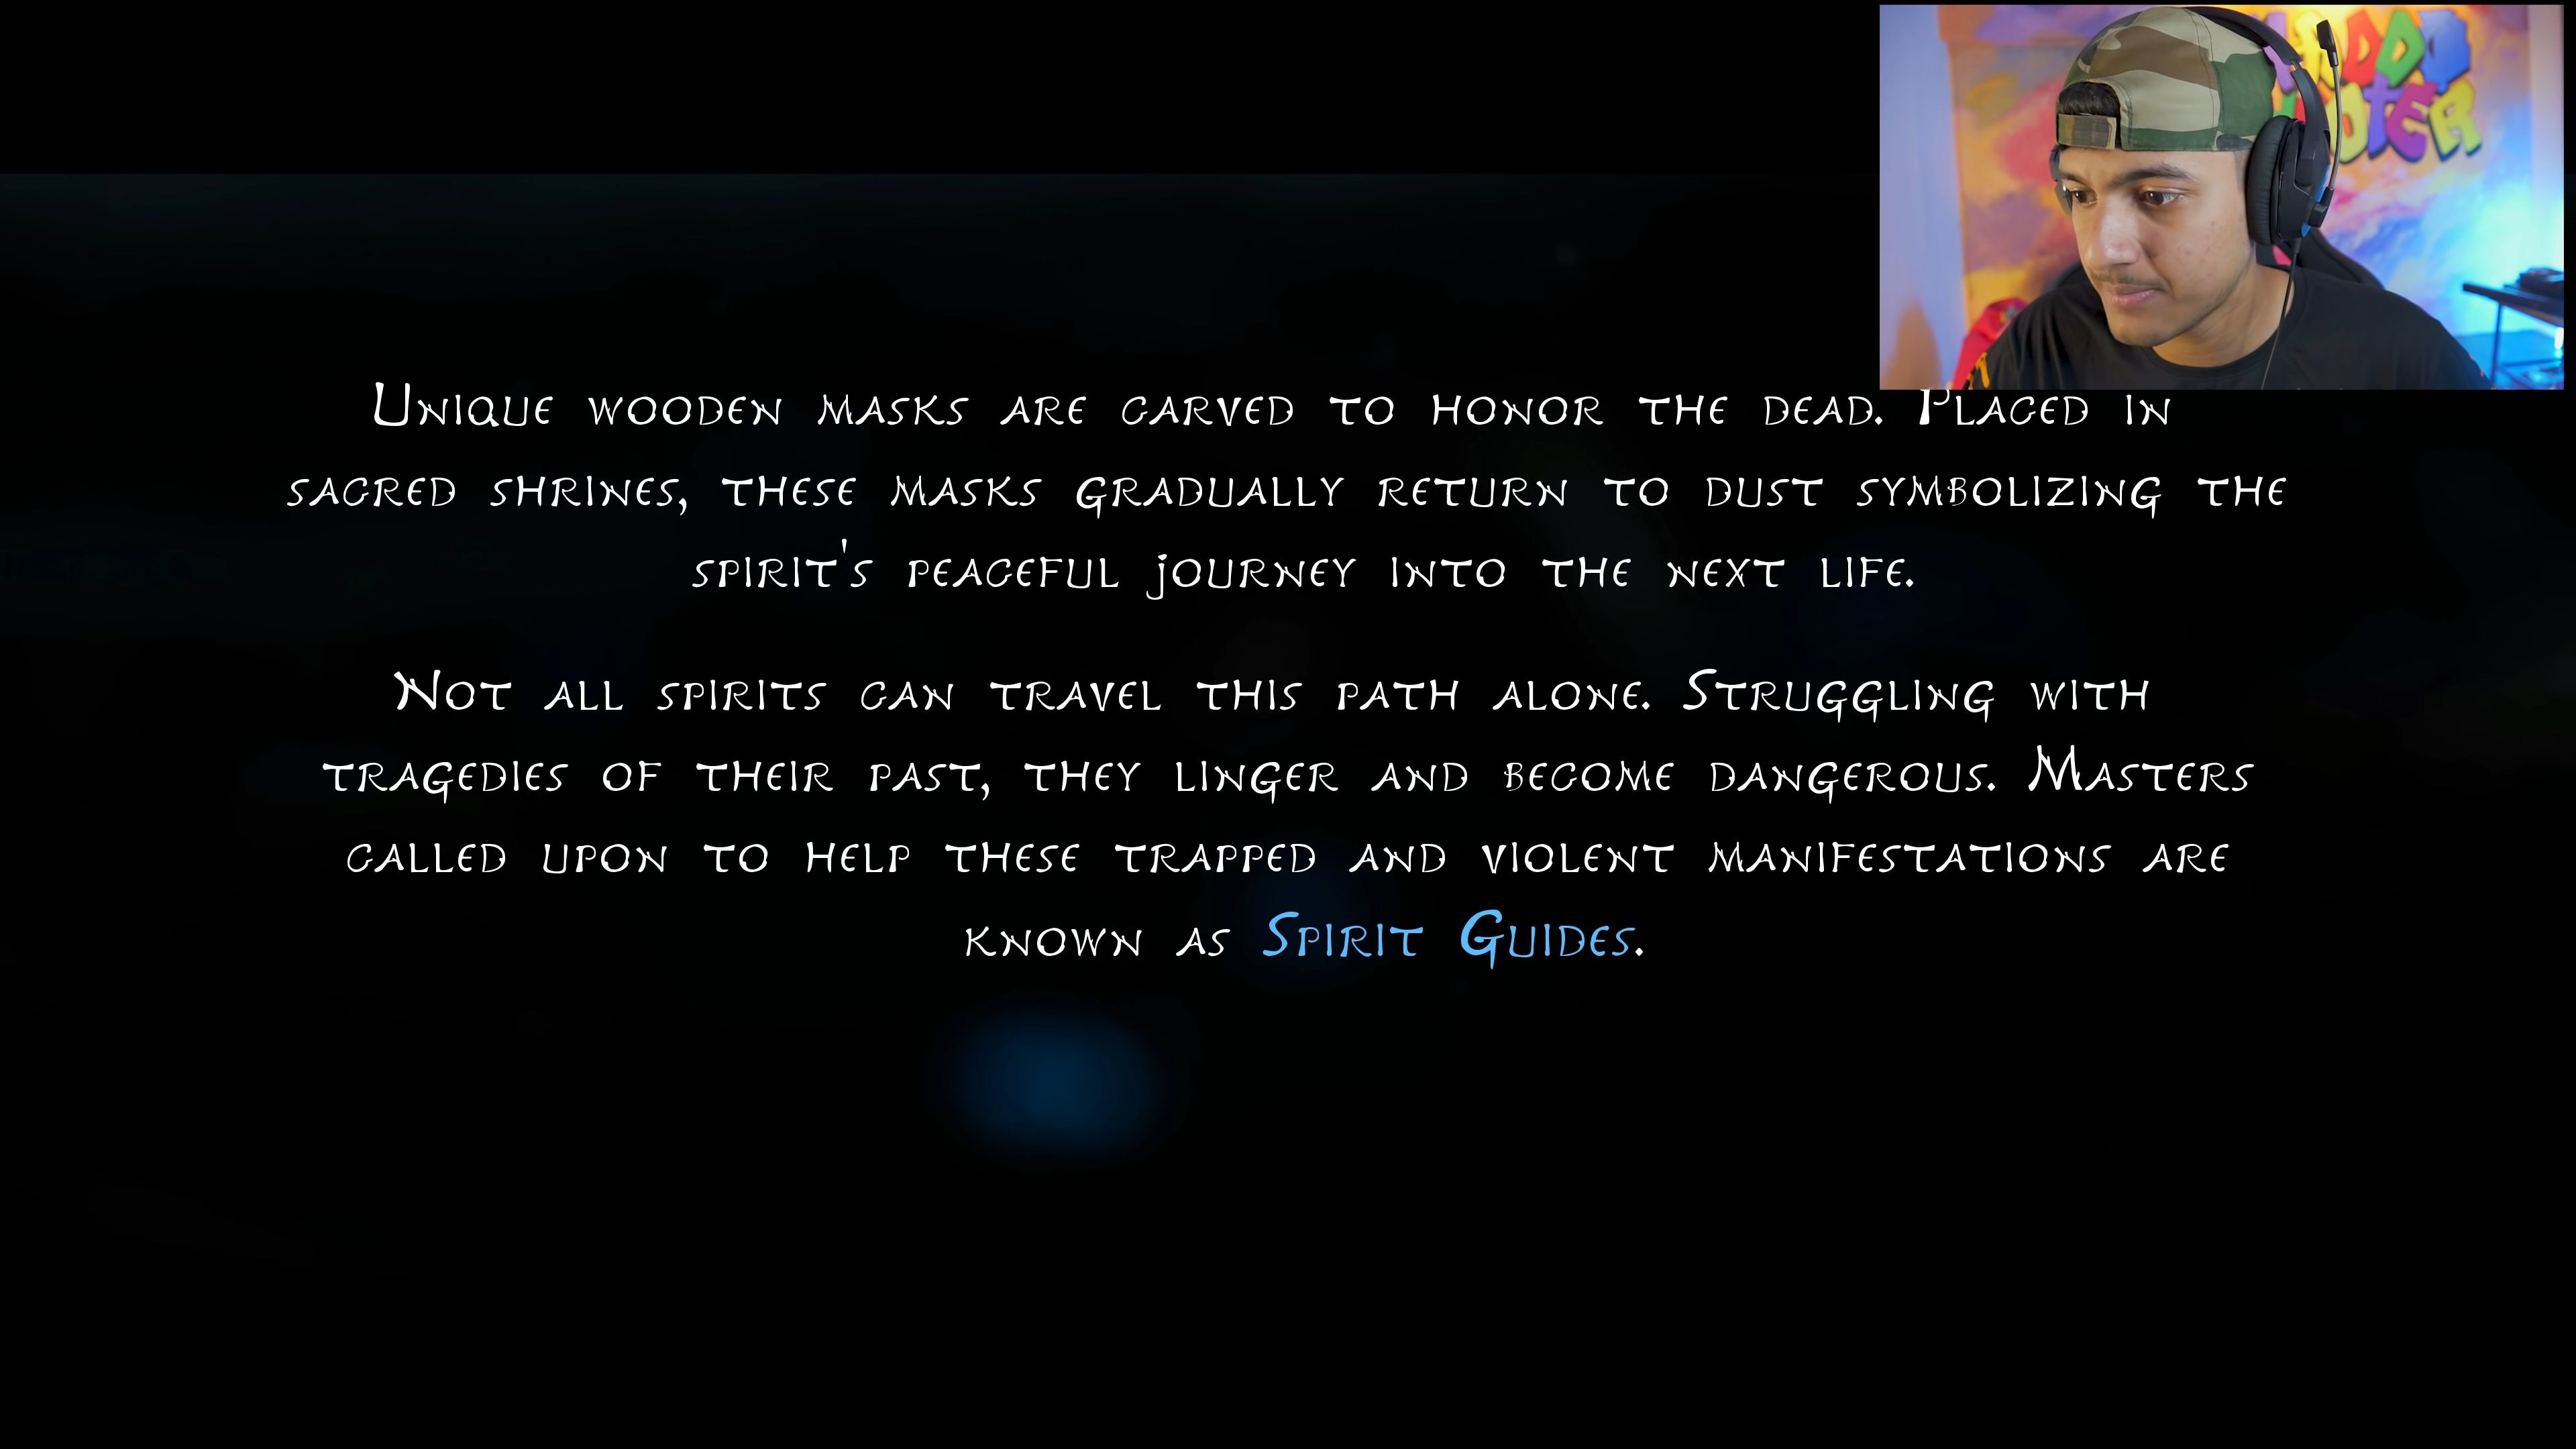 Unique wooden masks are carved to honor the dead. Placed in
sacred shrines, these masks gradually return to dust symbolizing the
spirit's peaceful journey into the next life.
Not all spirits can travel this path alone. Struggling with
tragedies of their past, they linger and become dangerous. Masters
called upon to help these trapped and violent manifestations are
known as Spirit Guides.